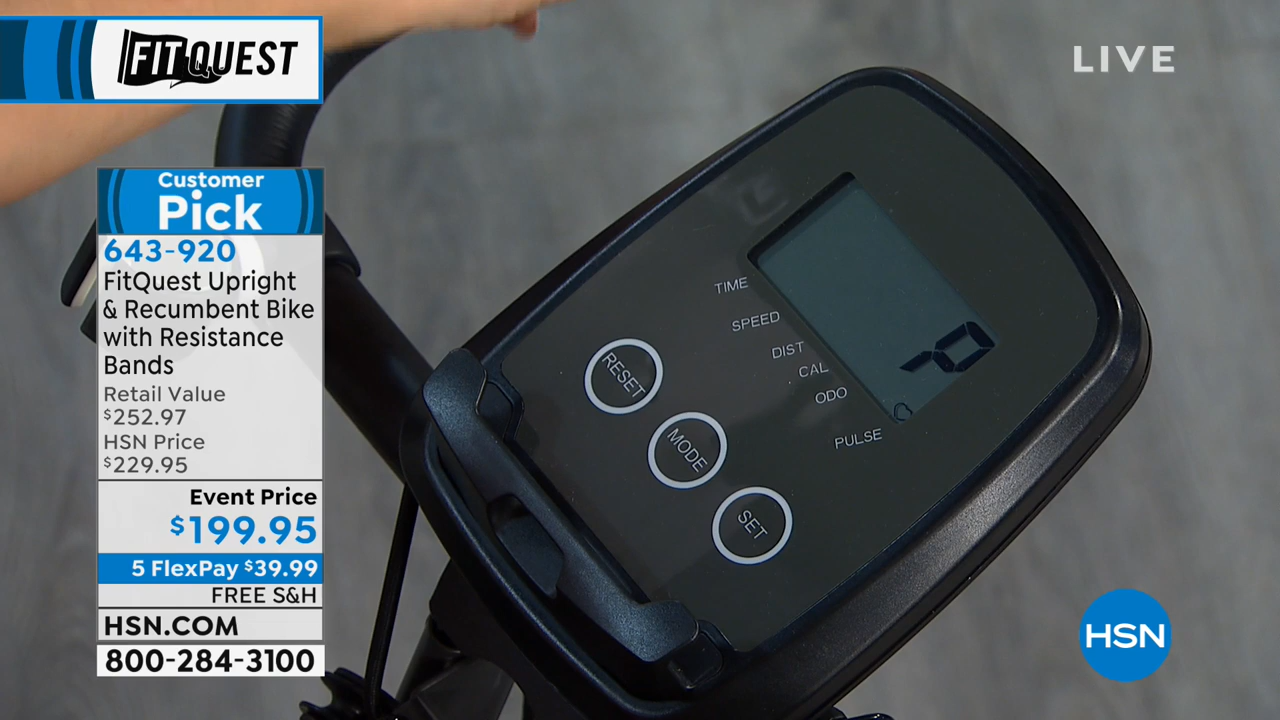 FITQUEST
LIVE
Customer
Pick
643-920
FitQuest Upright
& Recumbent Bike
with Resistance
Bands
Retail Value
$252.97
HSN Price
$229.95
Event Price
$199.95
5 FlexPay $39.99
FREE S&H
HSN.COM
800-284-3100
TIME
SPEED
DIST
CAL
ODO
PULSE
RESET
MODE
SET
P
HSN